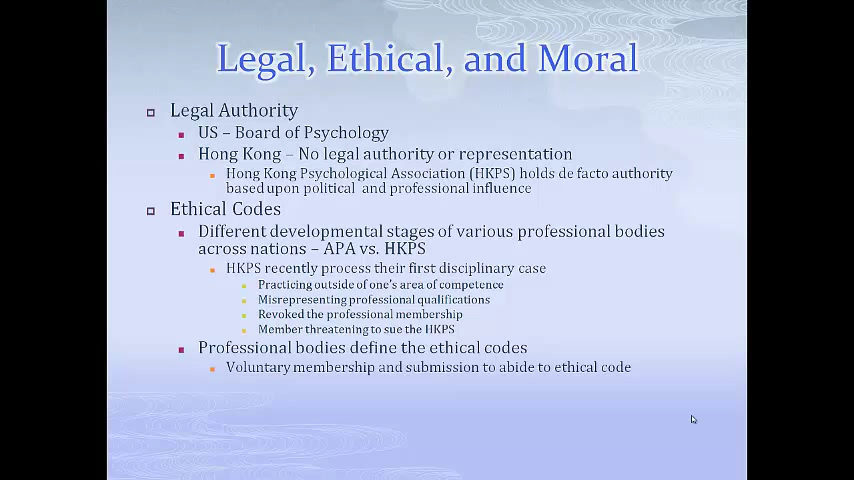 Legal, Ethical, and Moral
Legal Authority
US – Board of Psychology
Hong Kong – No legal authority or representation
Hong Kong Psychological Association (HKPS) holds de facto authority
based upon political and professional influence
Ethical Codes
Different developmental stages of various professional bodies
across nations – APA vs. HKPS
HKPS recently process their first disciplinary case
Practicing outside of one's area of competence
Misrepresenting professional qualifications
Revoked the professional membership
Member threatening to sue the HKPS
Professional bodies define the ethical codes
Voluntary membership and submission to abide to ethical code